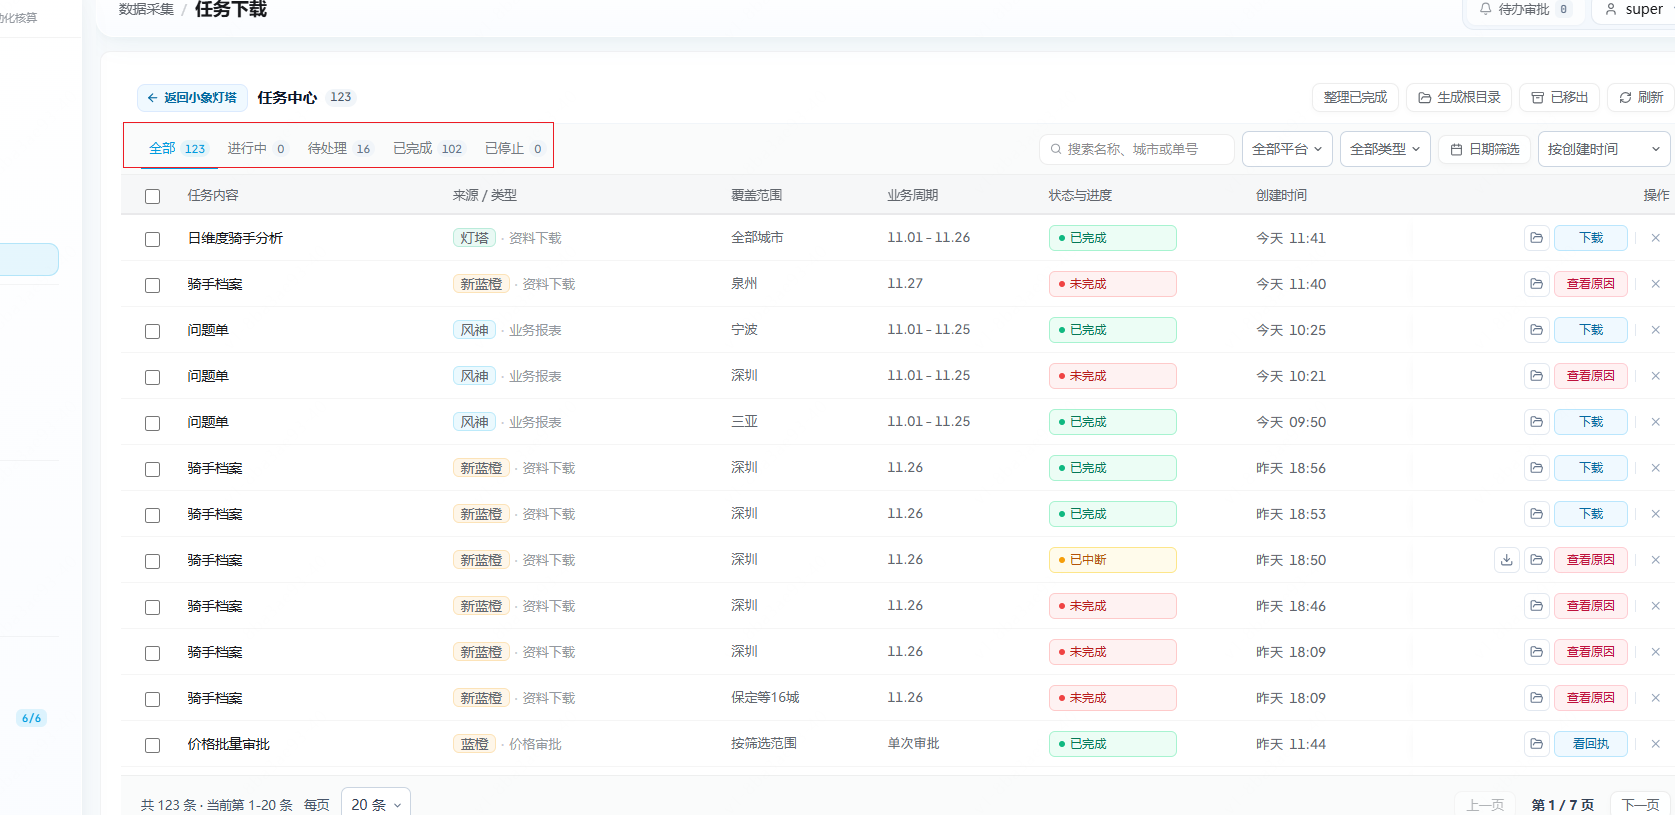 动化核算
数据采集 / 任务下载
待办审批 0
super
返回小象灯塔 任务中心 123
整理已完成 生成根目录 已移出 刷新
全部 123 进行中 0 待处理 16 已完成 102 已停止 0
搜索名称、城市或单号 全部平台 全部类型 日期筛选 按创建时间
任务内容 来源 / 类型 覆盖范围 业务周期 状态与进度 创建时间 操作
日维度骑手分析 灯塔 · 资料下载 全部城市 11.01 - 11.26 已完成 今天 11:41 下载 ×
骑手档案 新蓝橙 · 资料下载 泉州 11.27 未完成 今天 11:40 查看原因 ×
问题单 风神 · 业务报表 宁波 11.01 - 11.25 已完成 今天 10:25 下载 ×
问题单 风神 · 业务报表 深圳 11.01 - 11.25 未完成 今天 10:21 查看原因 ×
问题单 风神 · 业务报表 三亚 11.01 - 11.25 已完成 今天 09:50 下载 ×
骑手档案 新蓝橙 · 资料下载 深圳 11.26 已完成 昨天 18:56 下载 ×
骑手档案 新蓝橙 · 资料下载 深圳 11.26 已完成 昨天 18:53 下载 ×
骑手档案 新蓝橙 · 资料下载 深圳 11.26 已中断 昨天 18:50 查看原因 ×
骑手档案 新蓝橙 · 资料下载 深圳 11.26 未完成 昨天 18:46 查看原因 ×
骑手档案 新蓝橙 · 资料下载 深圳 11.26 未完成 昨天 18:09 查看原因 ×
骑手档案 新蓝橙 · 资料下载 保定等16城 11.26 未完成 昨天 18:09 查看原因 ×
6/6
价格批量审批 蓝橙 · 价格审批 按筛选范围 单次审批 已完成 昨天 11:44 看回执 ×
共 123 条 · 当前第 1-20 条 每页 20 条 上一页 第 1 / 7 页 下一页